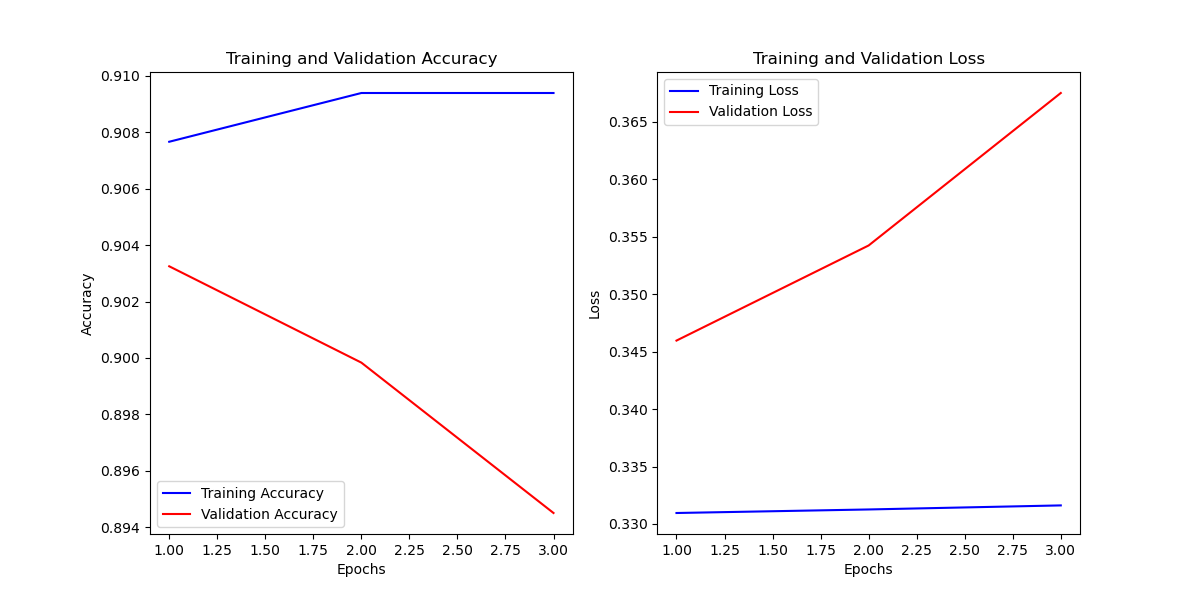 Training and Validation Accuracy
0.910
0.908
0.906
0.904
0.902
0.900
0.898
0.896
0.894
Accuracy
Training Accuracy
Validation Accuracy
1.00 1.25 1.50 1.75 2.00 2.25 2.50 2.75 3.00
Epochs
Training and Validation Loss
Training Loss
Validation Loss
0.365
0.360
0.355
0.350
0.345
0.340
0.335
0.330
Loss
1.00 1.25 1.50 1.75 2.00 2.25 2.50 2.75 3.00
Epochs